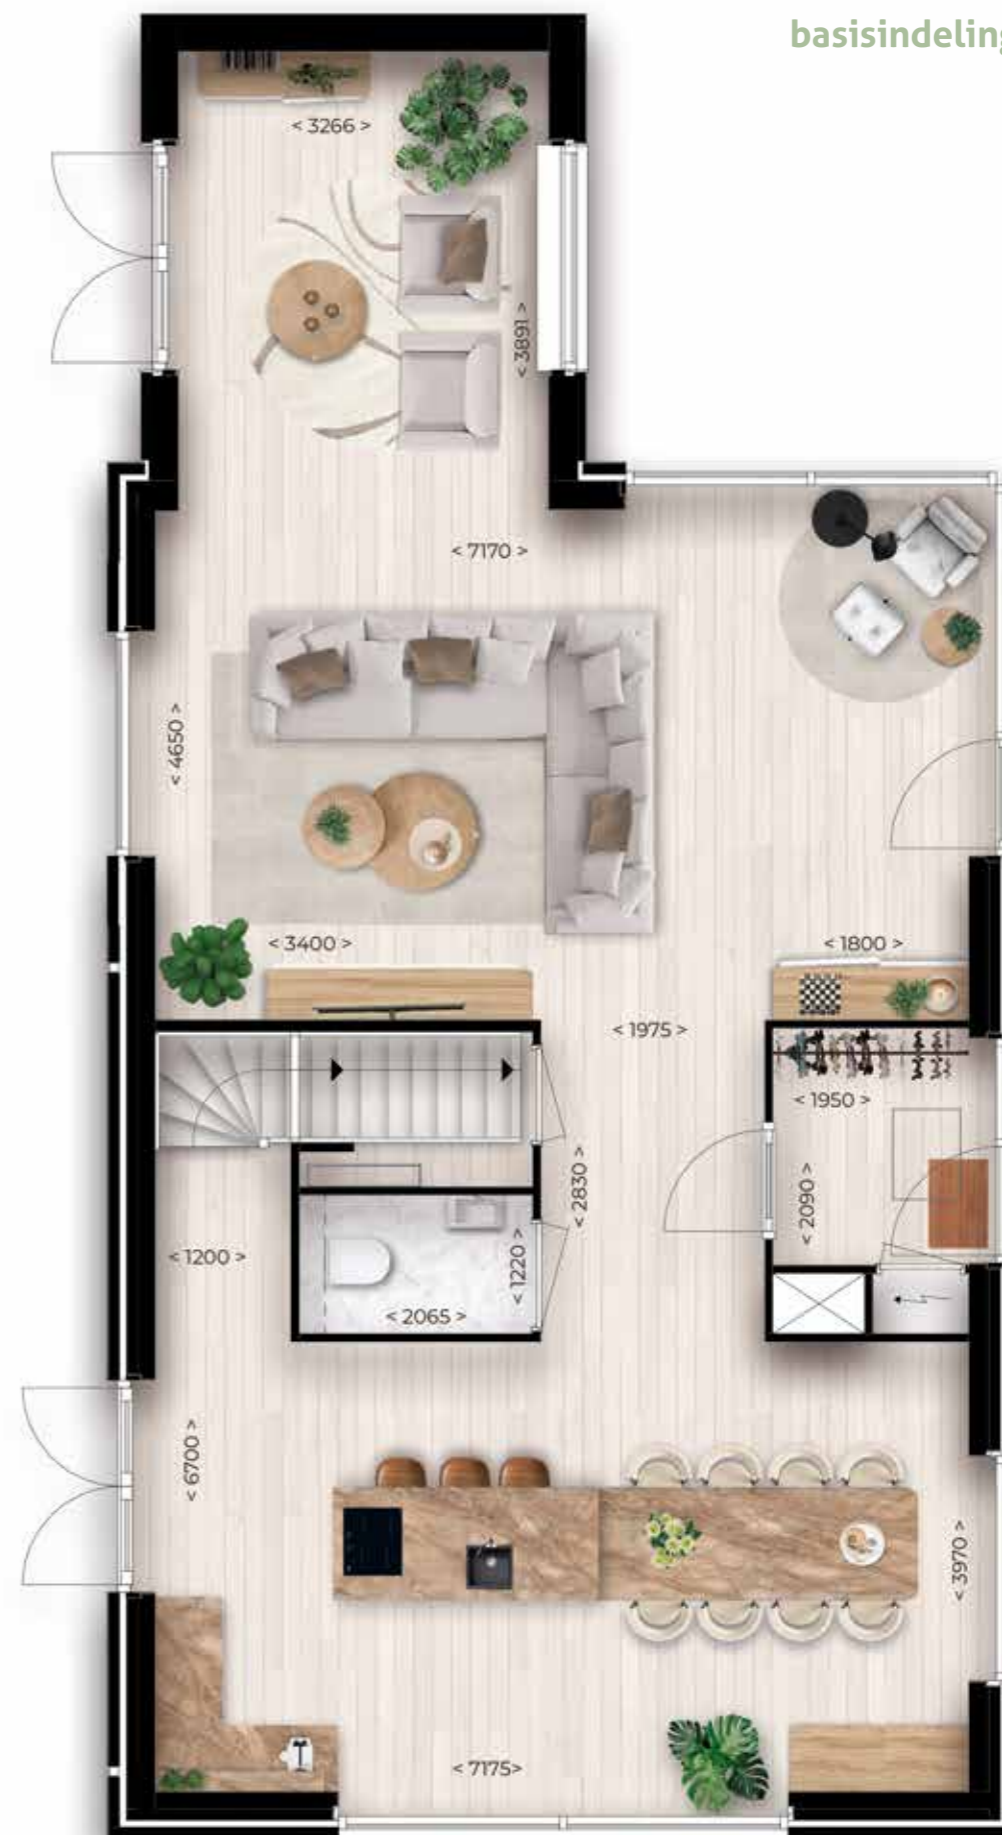 basisindeling
< 3266 >
< 3891 >
< 7170 >
< 4650 >
< 3400 >
< 1800 >
< 1975 >
< 1950 >
< 2830 >
< 2090 >
< 1200 >
< 1220 >
< 2065 >
< 6700 >
< 3970 >
< 7175>